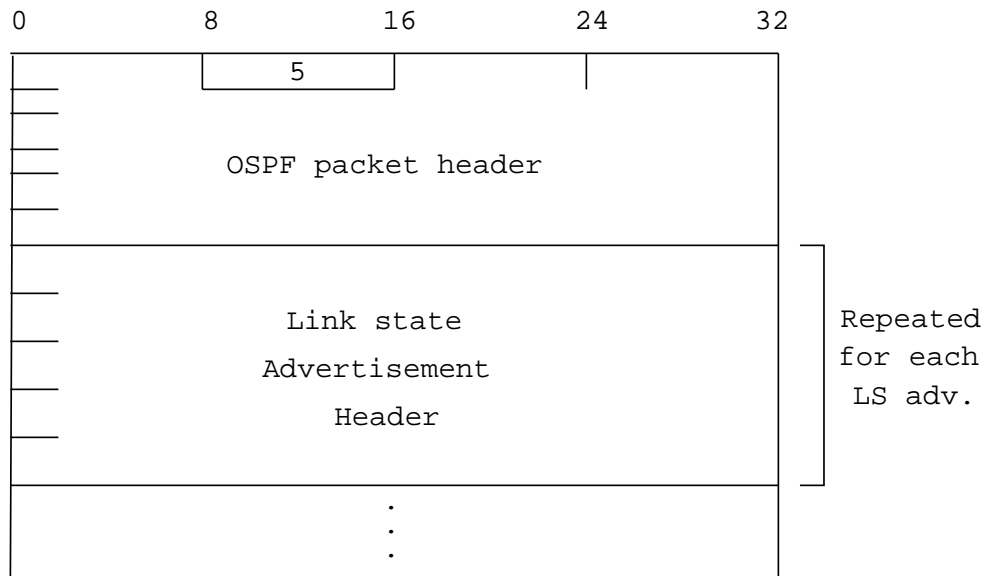 0 8 16 24 32
5
OSPF packet header
Link state
Advertisement
Header
Repeated
for each
LS adv.
.
.
.